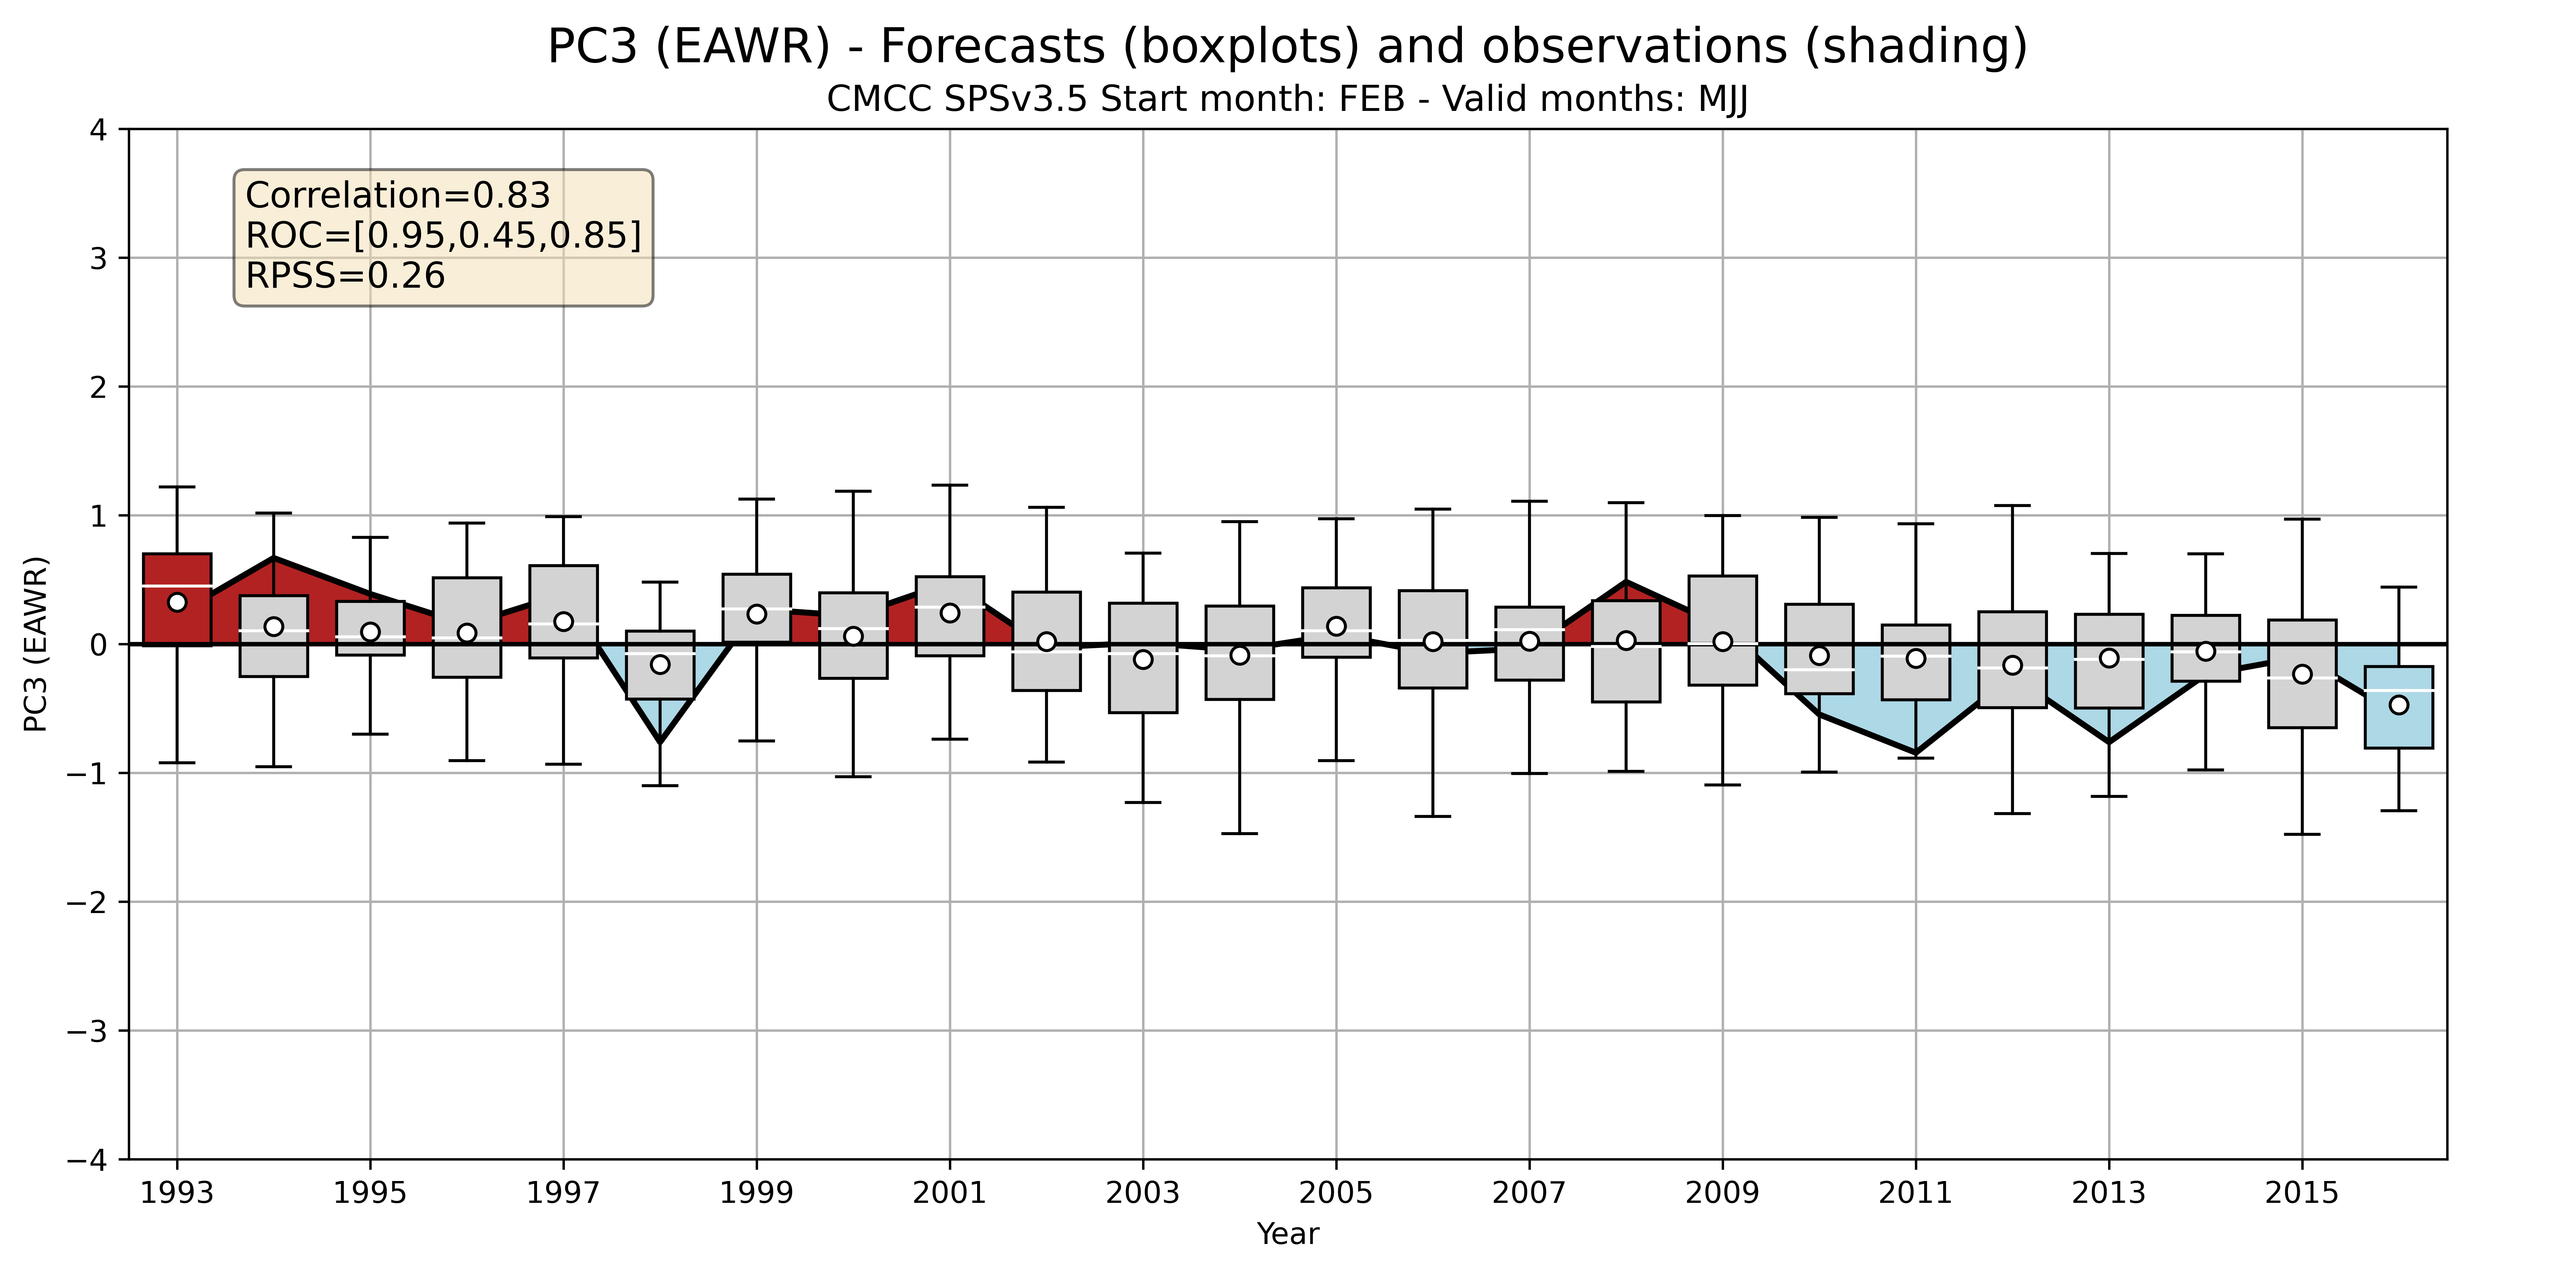 PC3 (EAWR) - Forecasts (boxplots) and observations (shading)
CMCC SPSv3.5 Start month: FEB - Valid months: MJJ
Correlation=0.83
ROC=[0.95,0.45,0.85]
RPSS=0.26
PC3 (EAWR)
4
3
2
1
0
−1
−2
−3
−4
1993 1995 1997 1999 2001 2003 2005 2007 2009 2011 2013 2015
Year